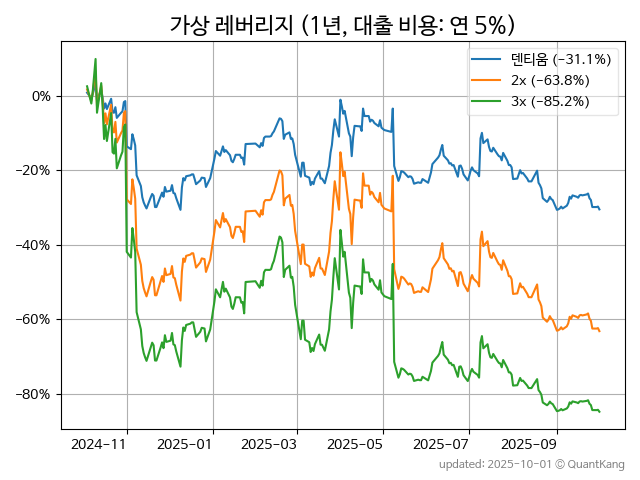 가상 레버리지 (1년, 대출 비용: 연 5%)
덴티움 (−31.1%)
2x (−63.8%)
3x (−85.2%)
0%
−20%
−40%
−60%
−80%
2024-11
2025-01
2025-03
2025-05
2025-07
2025-09
updated: 2025-10-01 © QuantKang